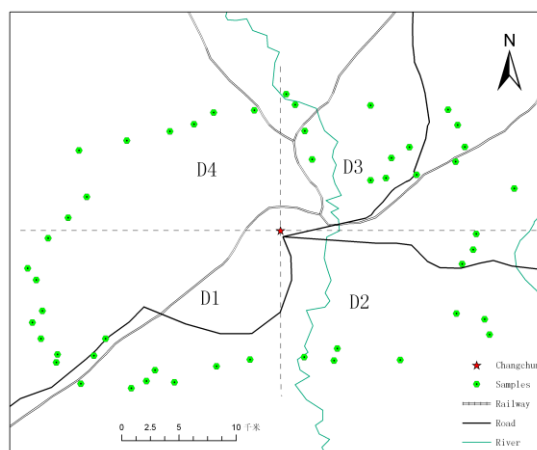 N
D4
D3
D1
D2
Changchun
Samples
Railway
Road
River
0 2.5 5 10 千米